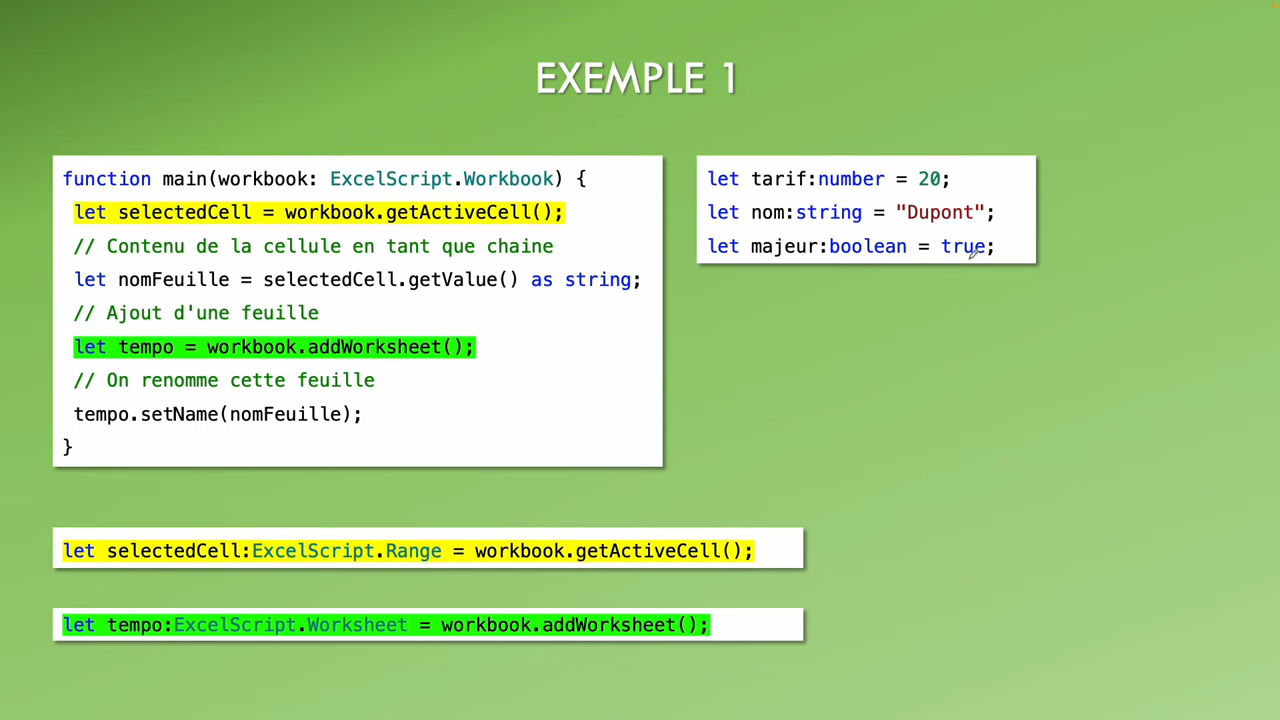 EXEMPLE 1
function main(workbook: ExcelScript.Workbook) {
let selectedCell = workbook.getActiveCell();
// Contenu de la cellule en tant que chaine
let nomFeuille = selectedCell.getValue() as string;
// Ajout d'une feuille
let tempo = workbook.addWorksheet();
// On renomme cette feuille
tempo.setName(nomFeuille);
}
let tarif:number = 20;
let nom:string = "Dupont";
let majeur:boolean = true;
let selectedCell:ExcelScript.Range = workbook.getActiveCell();
let tempo:ExcelScript.Worksheet = workbook.addWorksheet();